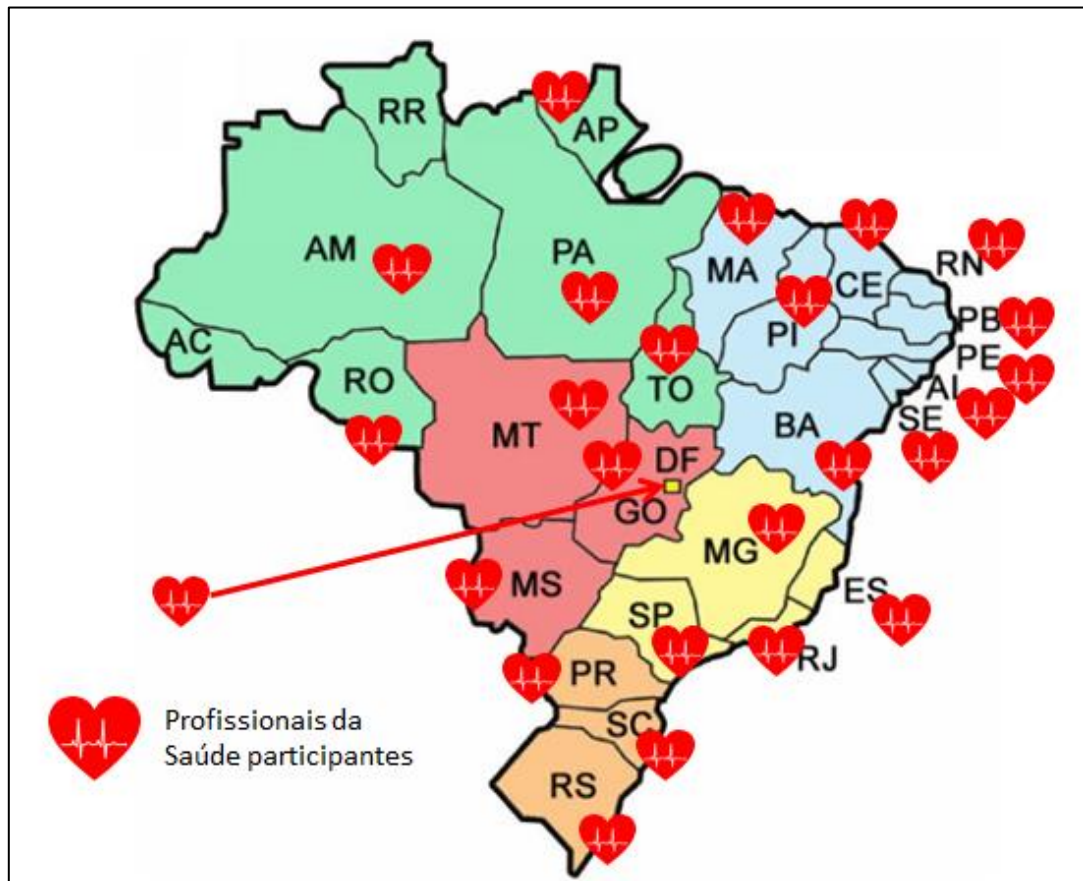 RR
AP
AM
PA
MA
CE
RN
PI
PB
AC
PE
RO
TO
AL
SE
BA
MT
DF
GO
MG
MS
ES
SP
RJ
PR
SC
RS
Profissionais da
Saúde participantes